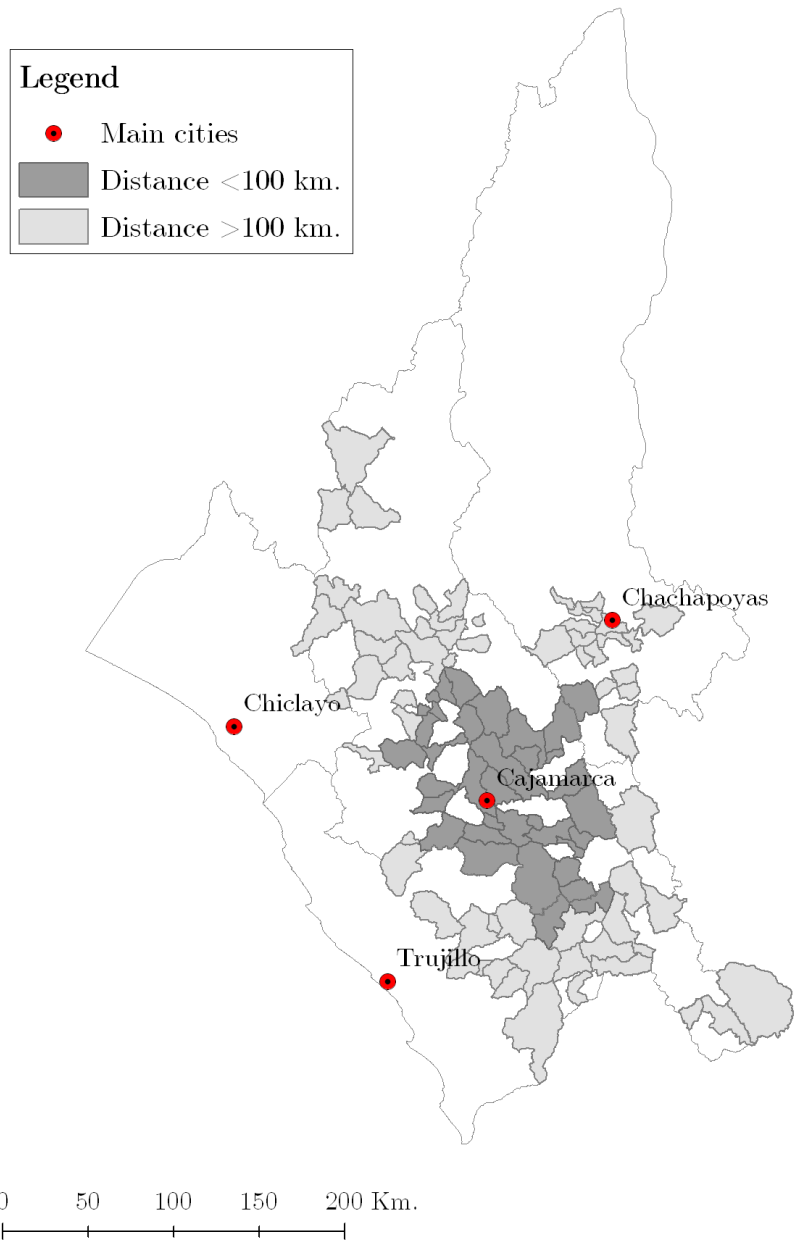 Legend
Main cities
Distance <100 km.
Distance >100 km.
Chachapoyas
Chiclayo
Cajamarca
Trujillo
0 50 100 150 200 Km.